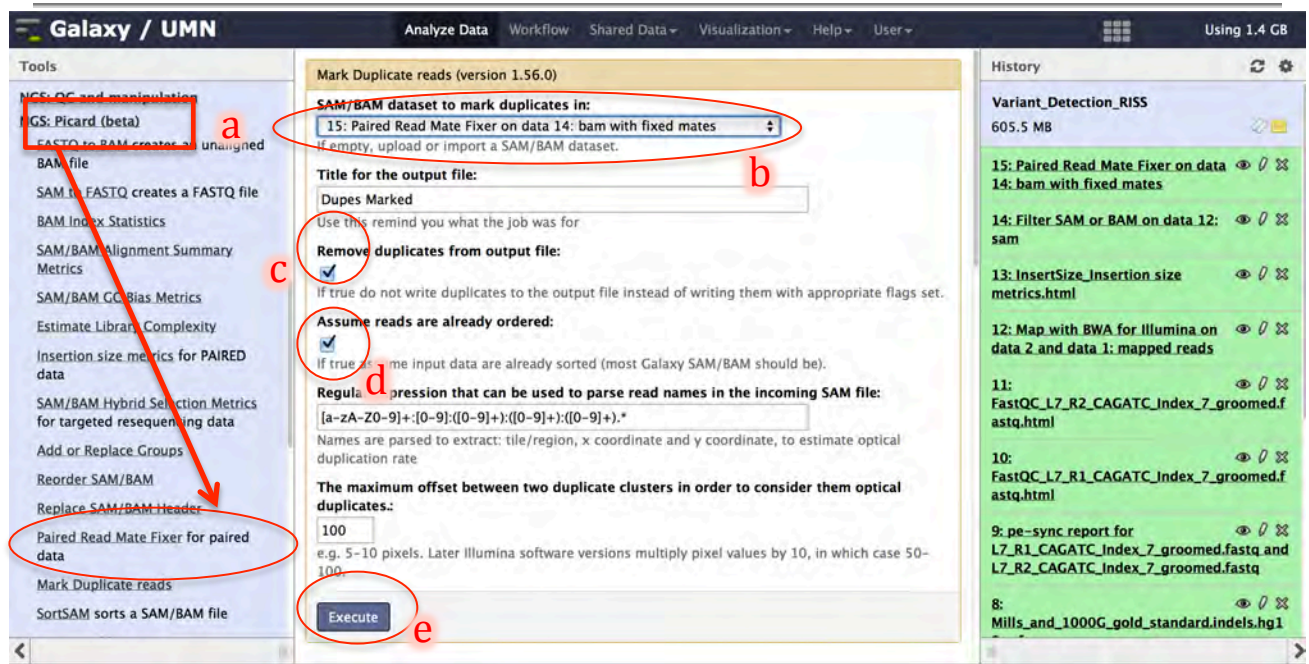 Galaxy / UMN
Analyze Data Workflow Shared Data Visualization Help User
Using 1.4 GB
Tools
NGS: QC and manipulation
NGS: Picard (beta)
FASTQ to BAM creates an unaligned
BAM file
SAM to FASTQ creates a FASTQ file
BAM Index Statistics
SAM/BAM Alignment Summary
Metrics
SAM/BAM GC Bias Metrics
Estimate Library Complexity
Insertion size metrics for PAIRED
data
SAM/BAM Hybrid Selection Metrics
for targeted resequencing data
Add or Replace Groups
Reorder SAM/BAM
Replace SAM/BAM Header
Paired Read Mate Fixer for paired
data
Mark Duplicate reads
SortSAM sorts a SAM/BAM file
a
Mark Duplicate reads (version 1.56.0)
SAM/BAM dataset to mark duplicates in:
15: Paired Read Mate Fixer on data 14: bam with fixed mates
If empty, upload or import a SAM/BAM dataset.
b
Title for the output file:
Dupes Marked
Use this remind you what the job was for
Remove duplicates from output file:
c
If true do not write duplicates to the output file instead of writing them with appropriate flags set.
Assume reads are already ordered:
If true assume input data are already sorted (most Galaxy SAM/BAM should be).
d
Regular expression that can be used to parse read names in the incoming SAM file:
[a-zA-Z0-9]+:[0-9]:([0-9]+):([0-9]+):([0-9]+).*
Names are parsed to extract: tile/region, x coordinate and y coordinate, to estimate optical
duplication rate
The maximum offset between two duplicate clusters in order to consider them optical
duplicates.:
100
e.g. 5-10 pixels. Later Illumina software versions multiply pixel values by 10, in which case 50-
100.
Execute
e
History
Variant_Detection_RISS
605.5 MB
15: Paired Read Mate Fixer on data
14: bam with fixed mates
14: Filter SAM or BAM on data 12:
sam
13: InsertSize_Insertion size
metrics.html
12: Map with BWA for Illumina on
data 2 and data 1: mapped reads
11:
FastQC_L7_R2_CAGATC_Index_7_groomed.f
astq.html
10:
FastQC_L7_R1_CAGATC_Index_7_groomed.f
astq.html
9: pe-sync report for
L7_R1_CAGATC_Index_7_groomed.fastq and
L7_R2_CAGATC_Index_7_groomed.fastq
8:
Mills_and_1000G_gold_standard.indels.hg1